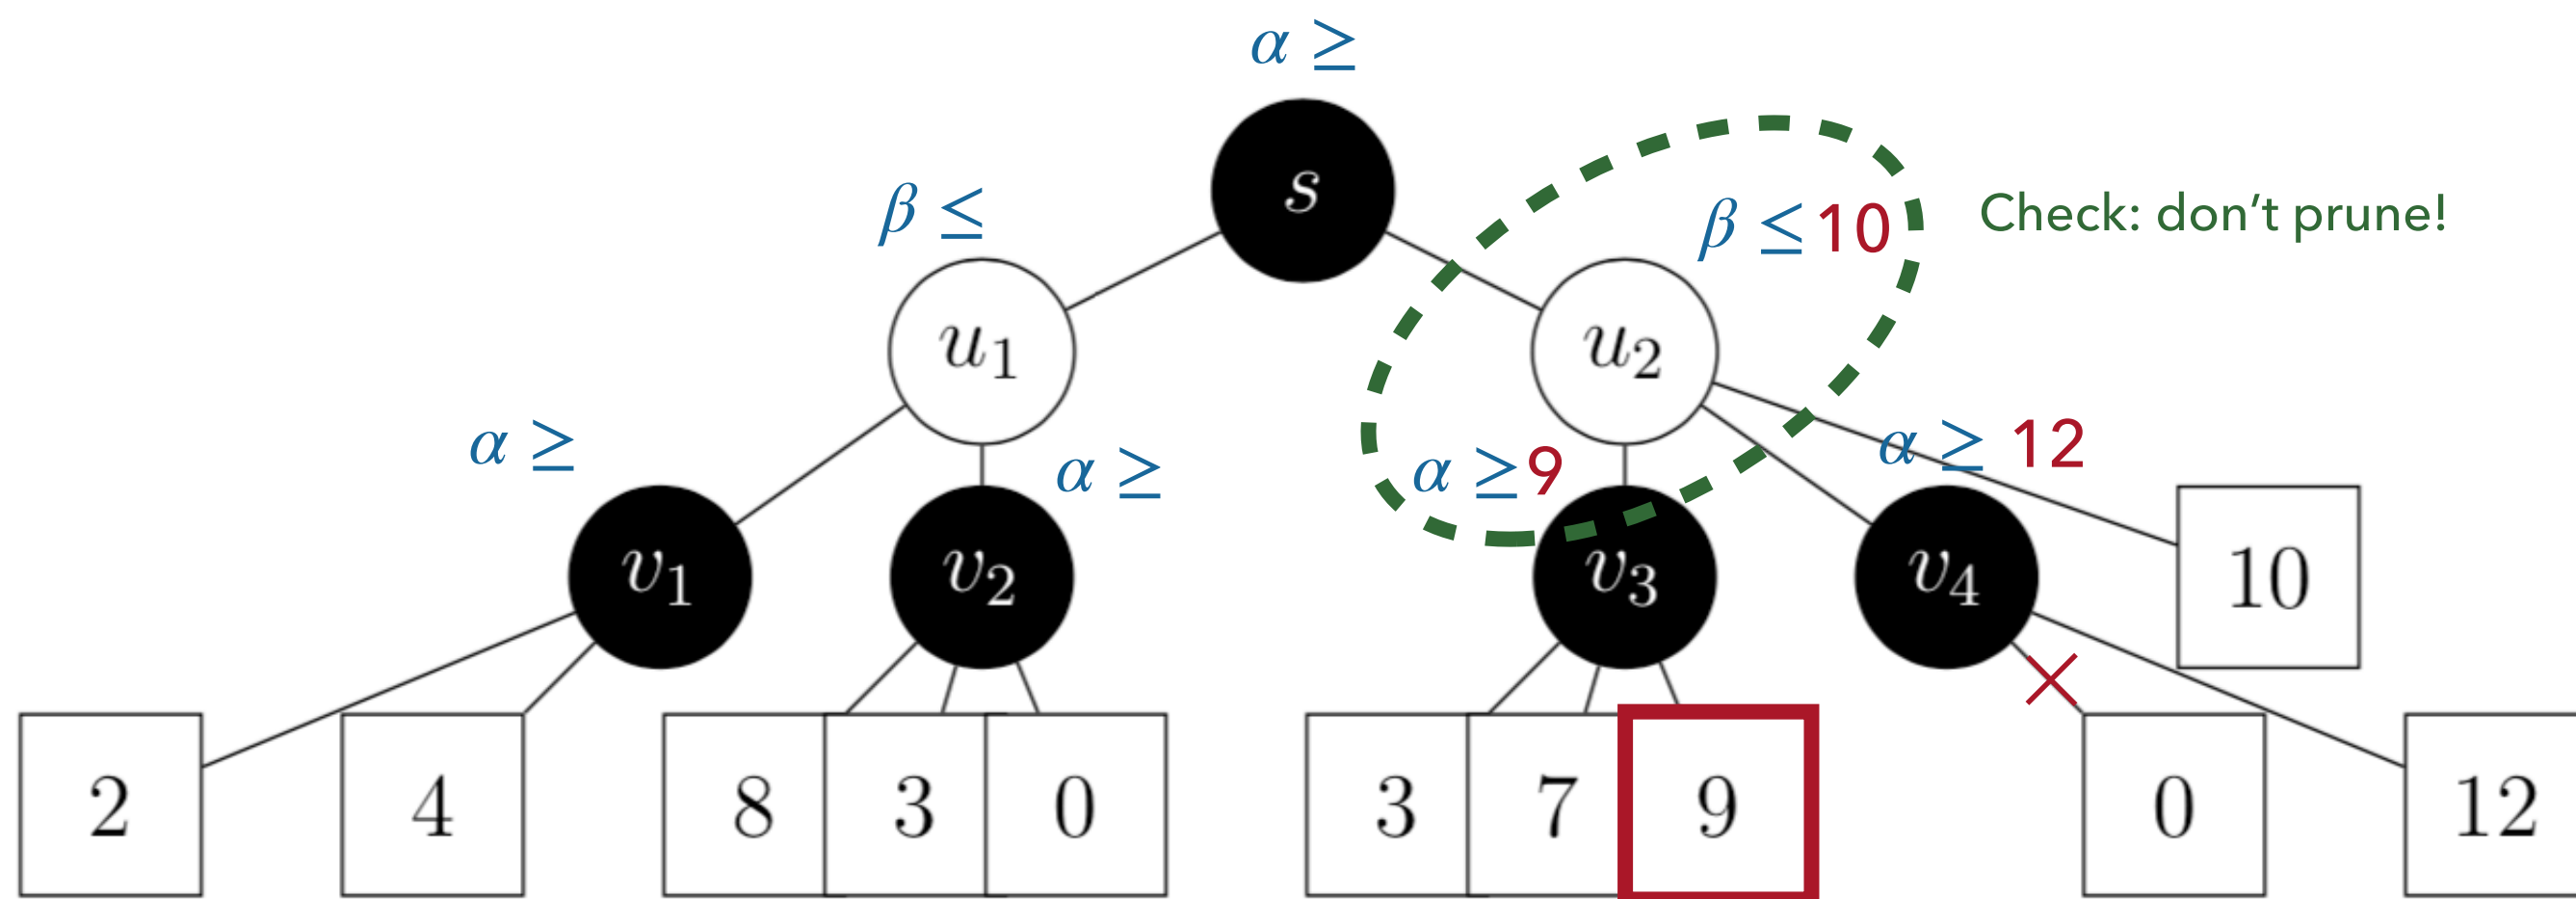 α ≥
s
β ≤
β ≤ 10
Check: don't prune!
u₁
u₂
α ≥
α ≥
α ≥ 9
α ≥ 12
v₁
v₂
v₃
v₄
10
2
4
8
3
0
3
7
9
0
12